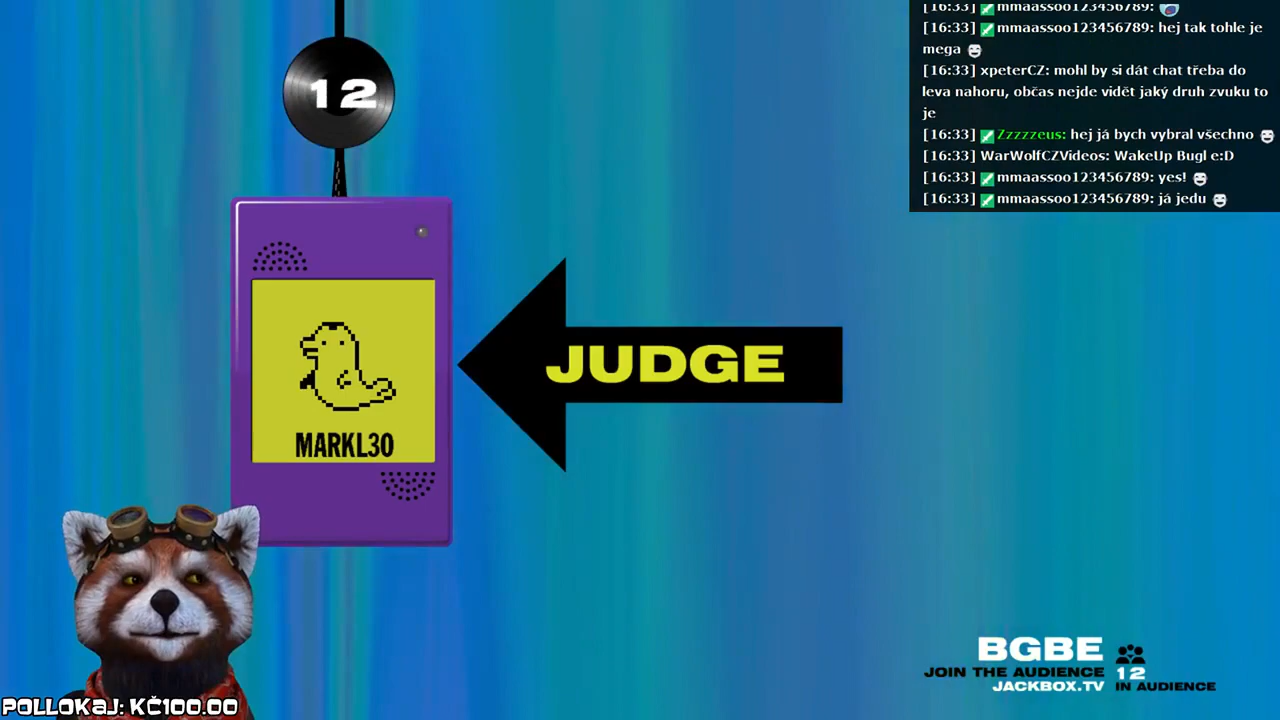 [16:33] mmaassoo123456789:
[16:33] mmaassoo123456789: hej tak tohle je
mega
[16:33] xpeterCZ: mohl by si dát chat třeba do
leva nahoru, občas nejde vidět jaký druh zvuku to
je
[16:33] Zzzzzeus: hej já bych vybral všechno
[16:33] WarWolfCZVideos: WakeUp Bugl e:D
[16:33] mmaassoo123456789: yes!
[16:33] mmaassoo123456789: já jedu
12
JUDGE
MARKL30
BGBE
JOIN THE AUDIENCE 12
JACKBOX.TV IN AUDIENCE
POLLOKAJ: KČ100.00